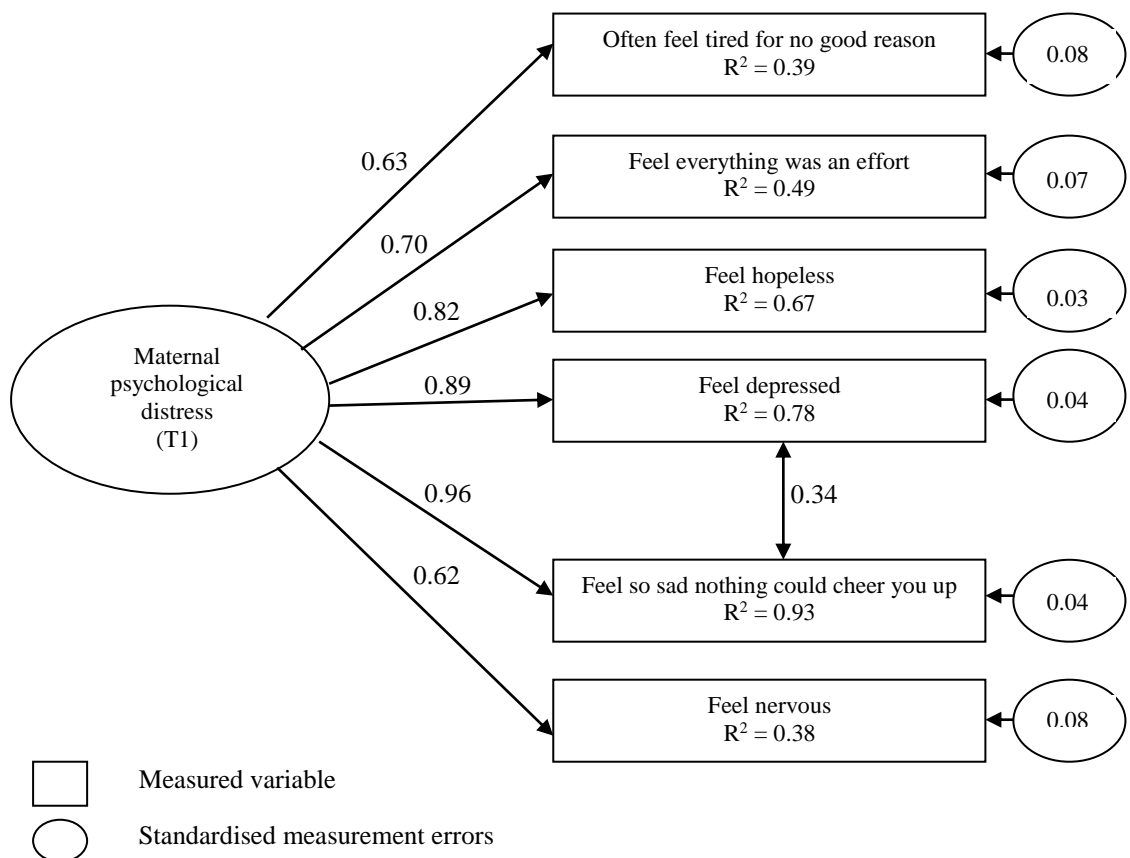 Often feel tired for no good reason
R² = 0.39
0.08
0.63
Feel everything was an effort
R² = 0.49
0.07
0.70
Feel hopeless
R² = 0.67
0.03
0.82
Maternal
psychological
distress
(T1)
Feel depressed
R² = 0.78
0.04
0.89
0.34
0.96
Feel so sad nothing could cheer you up
R² = 0.93
0.04
0.62
Feel nervous
R² = 0.38
0.08
Measured variable
Standardised measurement errors